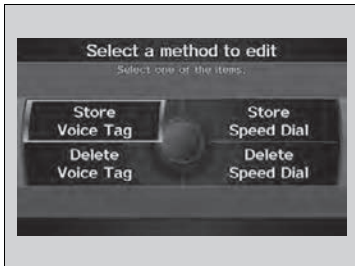 Select a method to edit
Select one of the items.
Store
Voice Tag
Store
Speed Dial
Delete
Voice Tag
Delete
Speed Dial